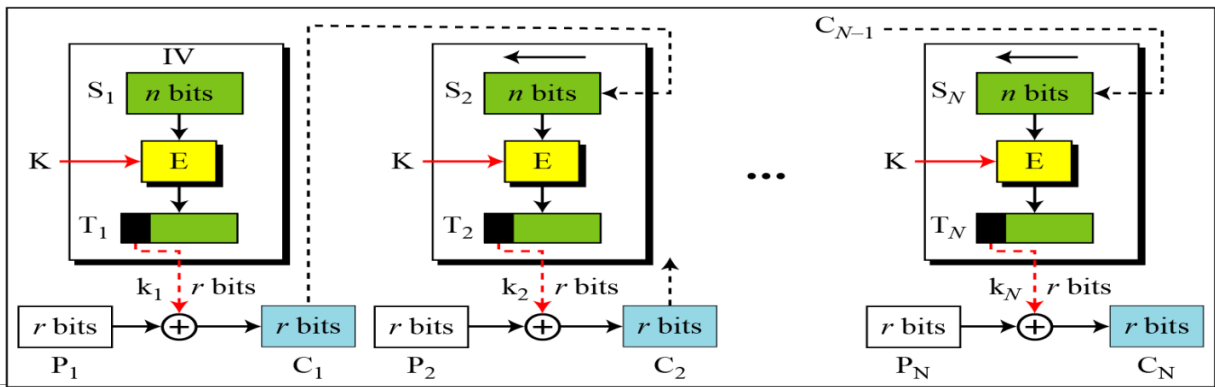 IV
C_{N-1}
S_1 n bits
S_2 n bits
S_N n bits
K E
K E
K E
...
T_1
T_2
T_N
k_1 r bits
k_2 r bits
k_N r bits
r bits + r bits
r bits + r bits
r bits + r bits
P_1 C_1
P_2 C_2
P_N C_N